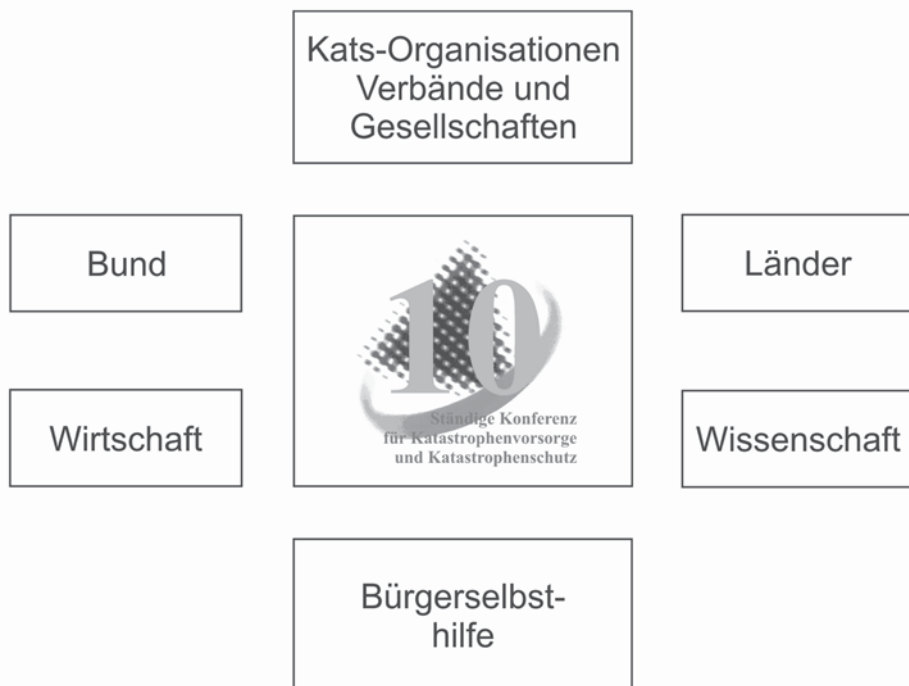 Kats-Organisationen
Verbände und
Gesellschaften
Bund
Länder
10
Ständige Konferenz
für Katastrophenvorsorge
und Katastrophenschutz
Wirtschaft
Wissenschaft
Bürgerselbst-
hilfe